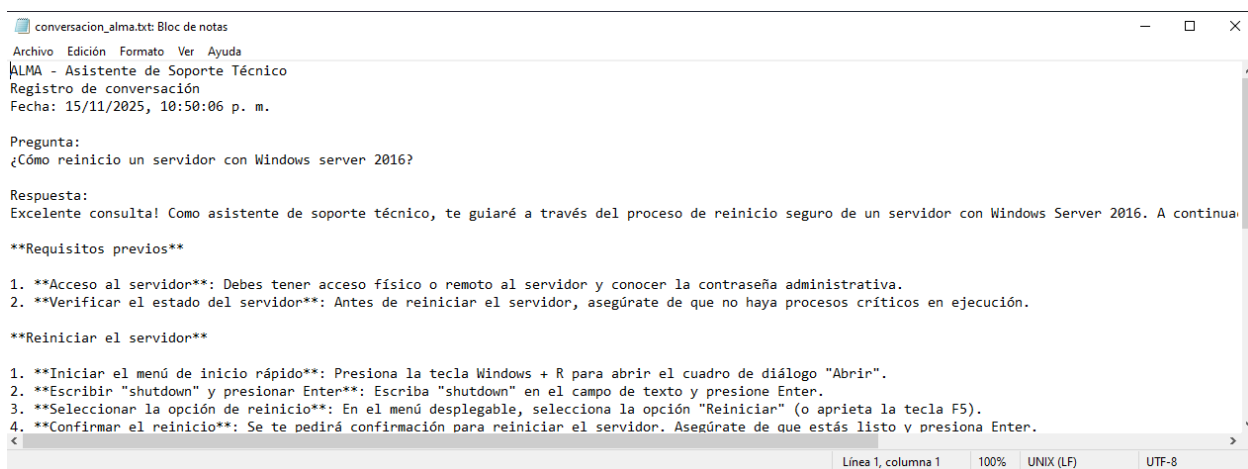 conversacion_alma.txt: Bloc de notas
Archivo Edición Formato Ver Ayuda
ALMA - Asistente de Soporte Técnico
Registro de conversación
Fecha: 15/11/2025, 10:50:06 p. m.
Pregunta:
¿Cómo reinicio un servidor con Windows server 2016?
Respuesta:
Excelente consulta! Como asistente de soporte técnico, te guiaré a través del proceso de reinicio seguro de un servidor con Windows Server 2016. A
**Requisitos previos**
1. **Acceso al servidor**: Debes tener acceso físico o remoto al servidor y conocer la contraseña administrativa.
2. **Verificar el estado del servidor**: Antes de reiniciar el servidor, asegúrate de que no haya procesos críticos en ejecución.
**Reiniciar el servidor**
1. **Iniciar el menú de inicio rápido**: Presiona la tecla Windows + R para abrir el cuadro de diálogo "Abrir".
2. **Escribir "shutdown" y presionar Enter**: Escriba "shutdown" en el campo de texto y presione Enter.
3. **Seleccionar la opción de reinicio**: En el menú desplegable, selecciona la opción "Reiniciar" (o aprieta la tecla F5).
4. **Confirmar el reinicio**: Se te pedirá confirmación para reiniciar el servidor. Asegúrate de que estás listo y presiona Enter.
Línea 1, columna 1 100% UNIX (LF) UTF-8